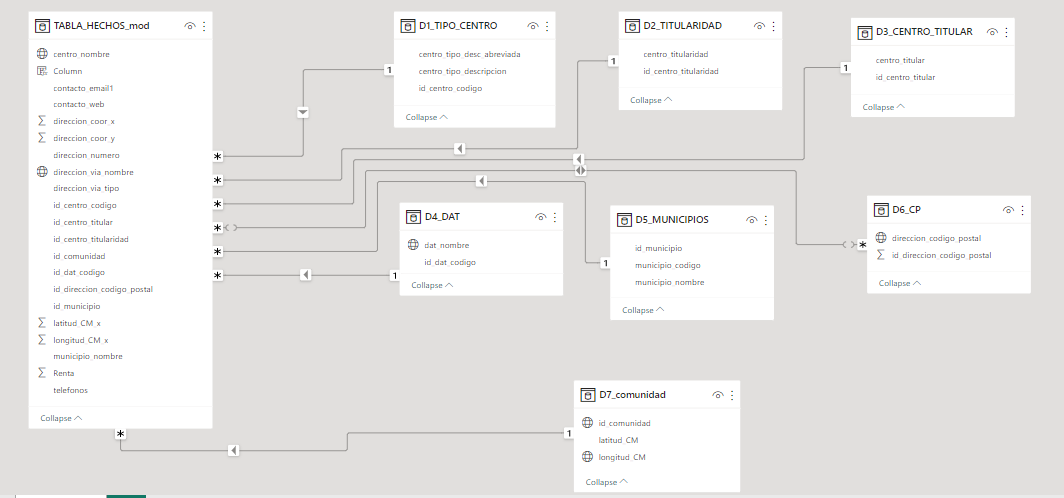 TABLA_HECHOS_mod
centro_nombre
Column
contacto_email1
contacto_web
direccion_coor_x
direccion_coor_y
direccion_numero
direccion_via_nombre
direccion_via_tipo
id_centro_codigo
id_centro_titular
id_centro_titularidad
id_comunidad
id_dat_codigo
id_direccion_codigo_postal
id_municipio
latitud_CM_x
longitud_CM_x
municipio_nombre
Renta
telefonos
Collapse
D1_TIPO_CENTRO
centro_tipo_desc_abreviada
centro_tipo_descripcion
id_centro_codigo
Collapse
D2_TITULARIDAD
centro_titularidad
id_centro_titularidad
Collapse
D3_CENTRO_TITULAR
centro_titular
id_centro_titular
Collapse
D4_DAT
dat_nombre
id_dat_codigo
Collapse
D5_MUNICIPIOS
id_municipio
municipio_codigo
municipio_nombre
Collapse
D6_CP
direccion_codigo_postal
id_direccion_codigo_postal
Collapse
D7_comunidad
id_comunidad
latitud_CM
longitud_CM
Collapse
1
1
1
1
1
1
*
*
*
*
*
*
*
*